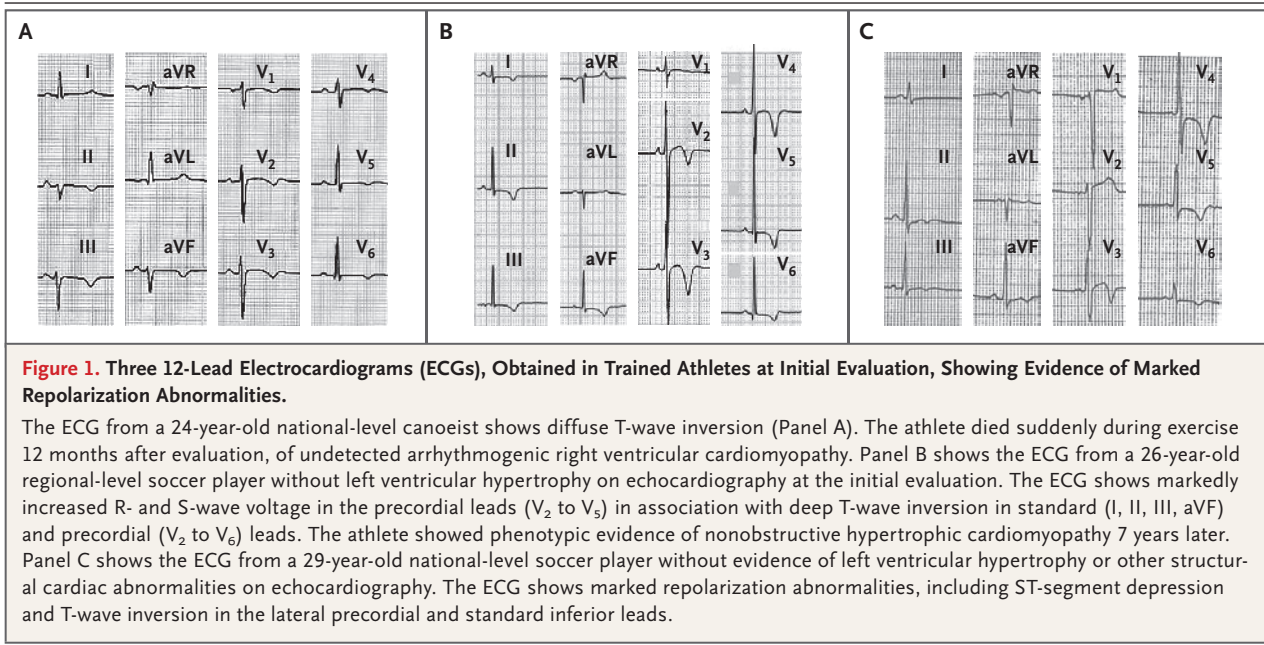 A
I
aVR
V₁
V₄
II
aVL
V₂
V₅
III
aVF
V₃
V₆
B
I
aVR
V₁
V₄
II
aVL
V₂
V₅
III
aVF
V₃
V₆
C
I
aVR
V₁
V₄
II
aVL
V₂
V₅
III
aVF
V₃
V₆
Figure 1. Three 12-Lead Electrocardiograms (ECGs), Obtained in Trained Athletes at Initial Evaluation, Showing Evidence of Marked
Repolarization Abnormalities.
The ECG from a 24-year-old national-level canoeist shows diffuse T-wave inversion (Panel A). The athlete died suddenly during exercise
12 months after evaluation, of undetected arrhythmogenic right ventricular cardiomyopathy. Panel B shows the ECG from a 26-year-old
regional-level soccer player without left ventricular hypertrophy on echocardiography at the initial evaluation. The ECG shows markedly
increased R- and S-wave voltage in the precordial leads (V₂ to V₅) in association with deep T-wave inversion in standard (I, II, III, aVF)
and precordial (V₂ to V₆) leads. The athlete showed phenotypic evidence of nonobstructive hypertrophic cardiomyopathy 7 years later.
Panel C shows the ECG from a 29-year-old national-level soccer player without evidence of left ventricular hypertrophy or other structur-
al cardiac abnormalities on echocardiography. The ECG shows marked repolarization abnormalities, including ST-segment depression
and T-wave inversion in the lateral precordial and standard inferior leads.